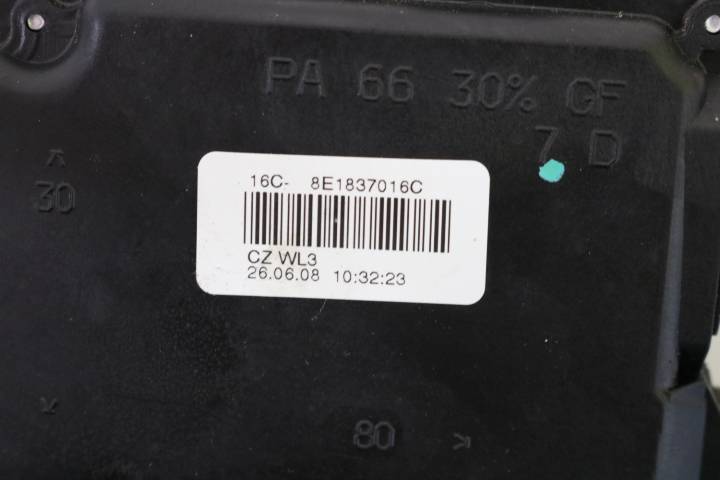 PA 66 30% GF
7 D
30
16C- 8E1837016C
CZ WL3
26.06.08 10:32:23
80